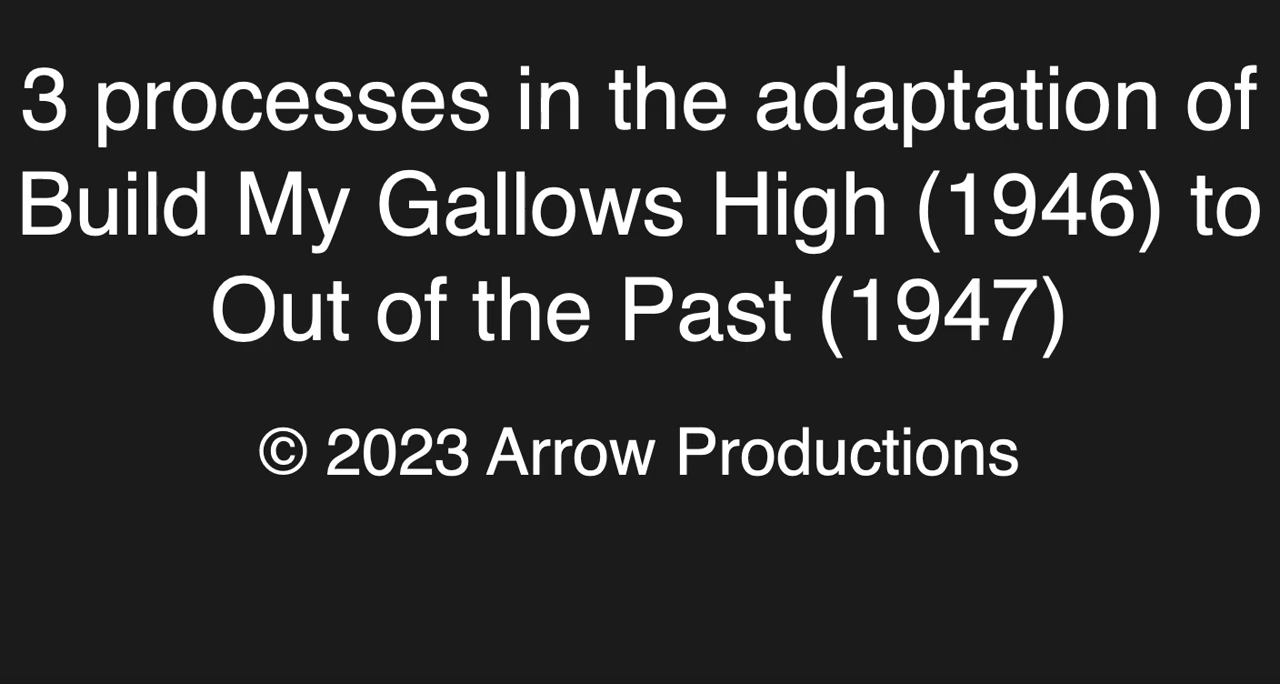 3 processes in the adaptation of
Build My Gallows High (1946) to
Out of the Past (1947)
© 2023 Arrow Productions